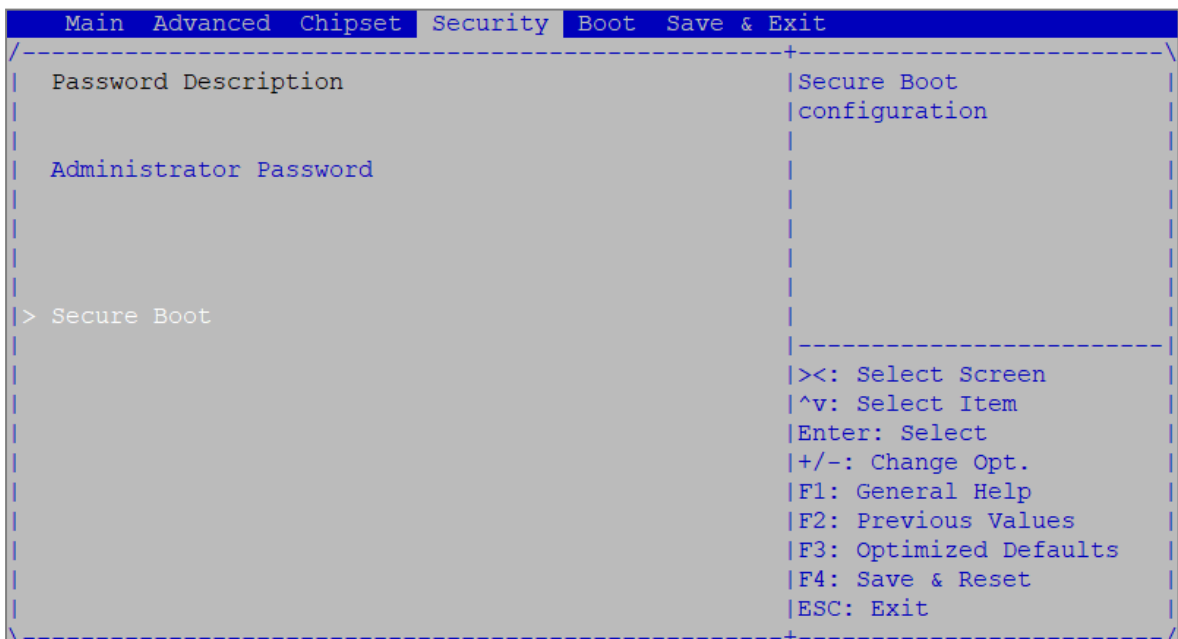 Main Advanced Chipset Security Boot Save & Exit
/----------------------------------------------------+-------------------------\
Password Description |Secure Boot
|configuration
Administrator Password
> Secure Boot
|-------------------------|
|><: Select Screen
|^v: Select Item
|Enter: Select
|+/-: Change Opt.
|F1: General Help
|F2: Previous Values
|F3: Optimized Defaults
|F4: Save & Reset
|ESC: Exit
\----------------------------------------------------+-------------------------/